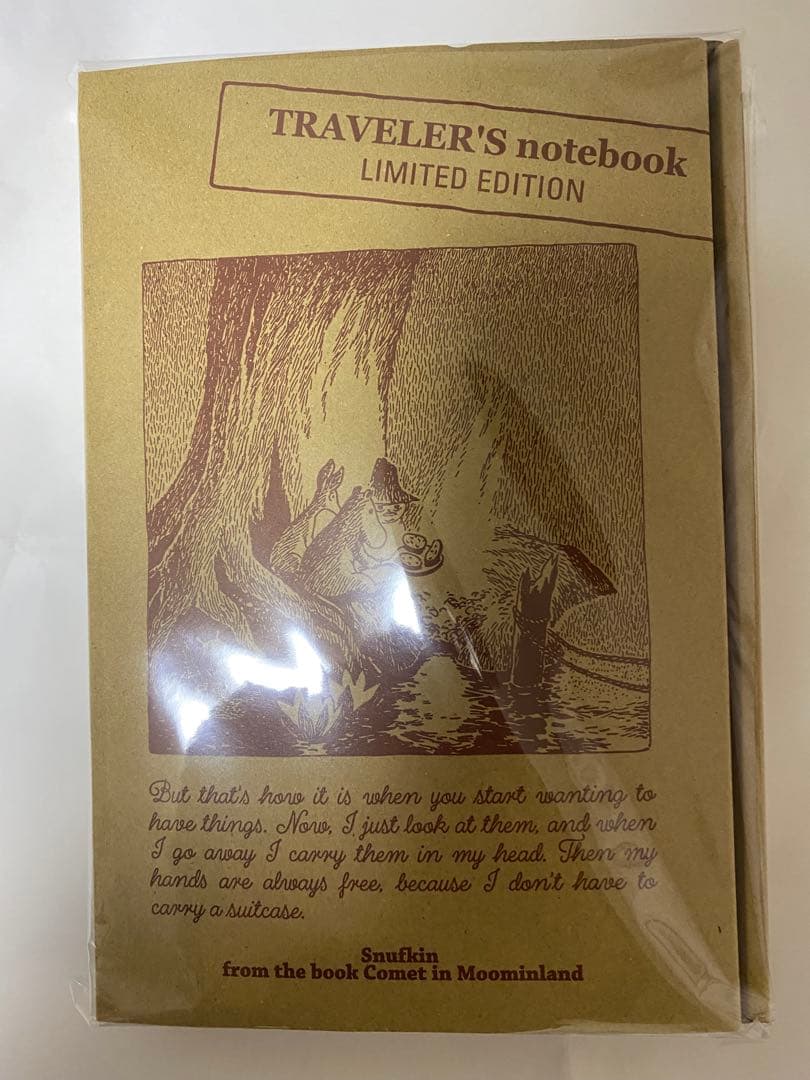 TRAVELER'S notebook
LIMITED EDITION
But that's how it is when you start wanting to
have things. Now, I just look at them, and when
I go away I carry them in my head. Then my
hands are always free, because I don't have to
carry a suitcase.
Snufkin
from the book Comet in Moominland